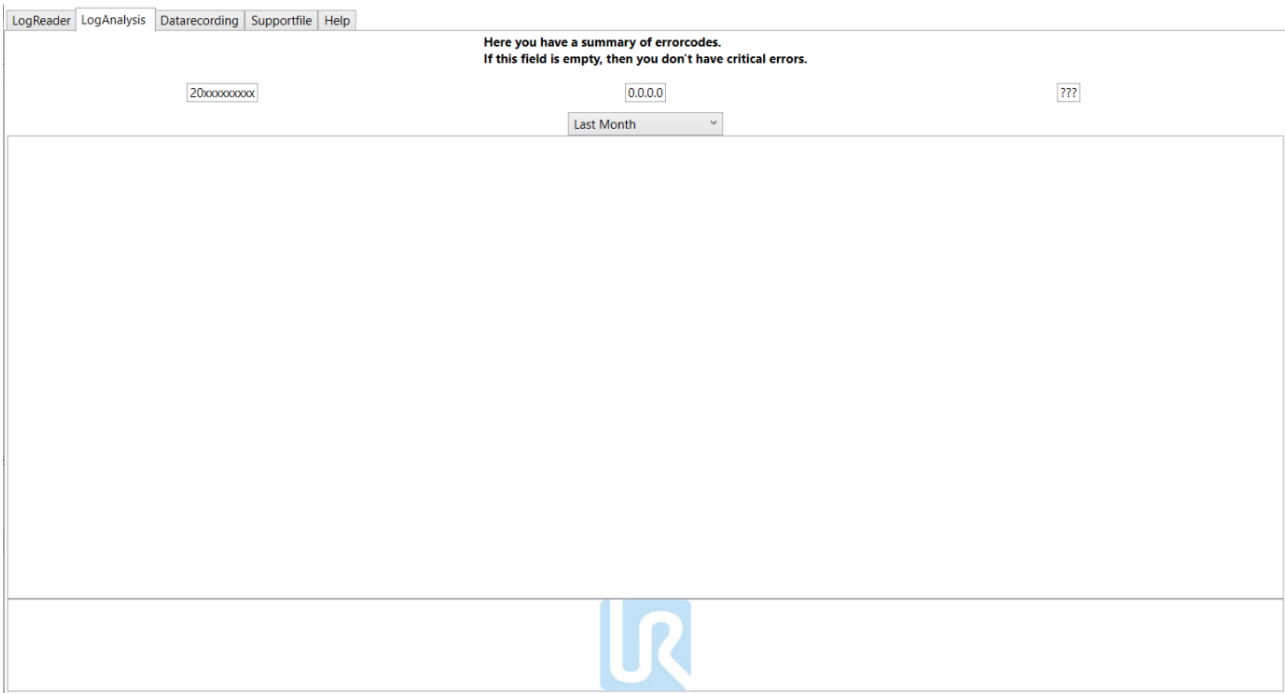 LogReader LogAnalysis Datarecording Supportfile Help
Here you have a summary of errorcodes.
If this field is empty, then you don't have critical errors.
20xxxxxxxxx 0.0.0.0 ???
Last Month
UR